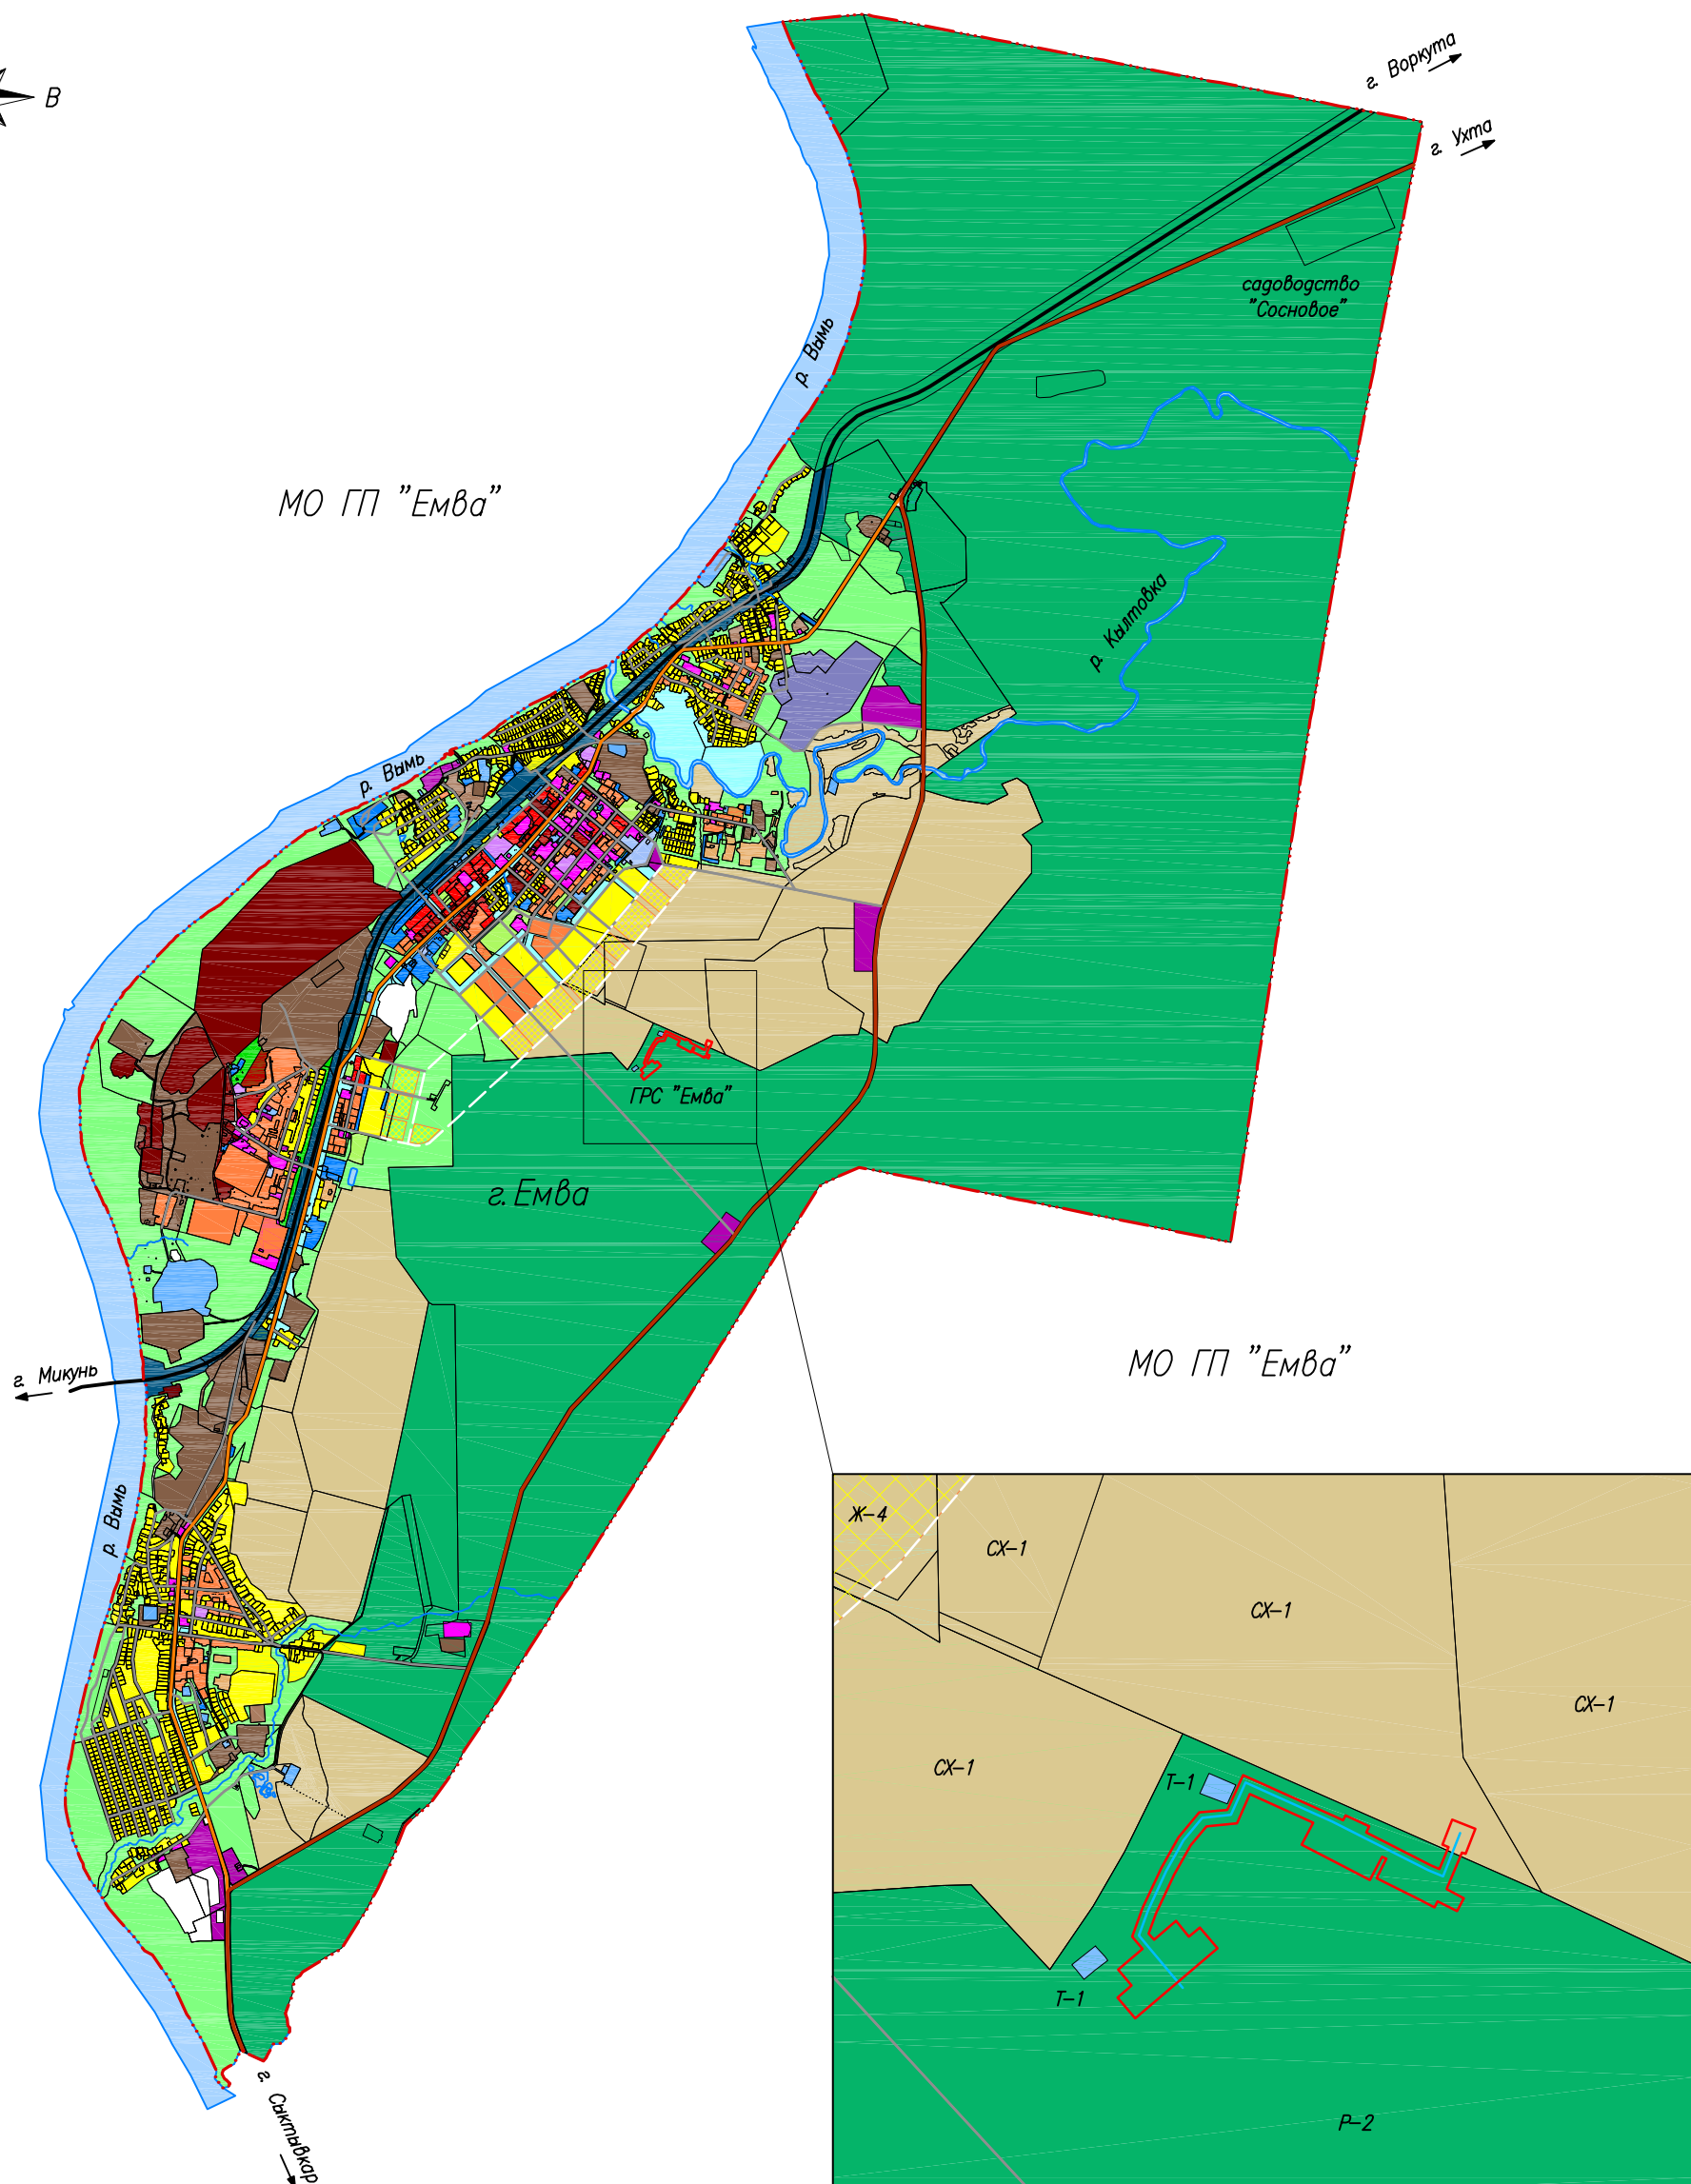 г. Воркута
В
г. Ухта
садоводство
"Сосновое"
р. Вымь
МО ГП "Емва"
р. Кылтовка
р. Вымь
ГРС "Емва"
г. Емва
МО ГП "Емва"
г. Микунь
р. Вымь
Ж-4
СХ-1
СХ-1
СХ-1
СХ-1
Т-1
Т-1
Р-2
г. Сыктывкар